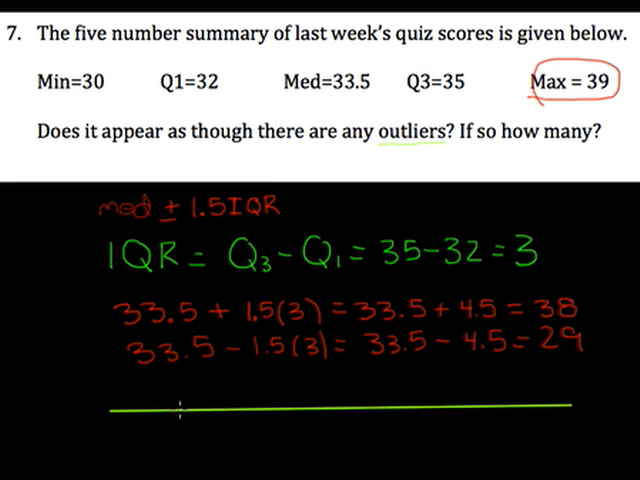 7. The five number summary of last week's quiz scores is given below.
Min=30 Q1=32 Med=33.5 Q3=35 Max = 39
Does it appear as though there are any outliers? If so how many?
med ± 1.5IQR
IQR = Q3 - Q1 = 35-32 = 3
33.5 + 1.5(3) = 33.5 + 4.5 = 38
33.5 - 1.5(3) = 33.5 - 4.5 = 29